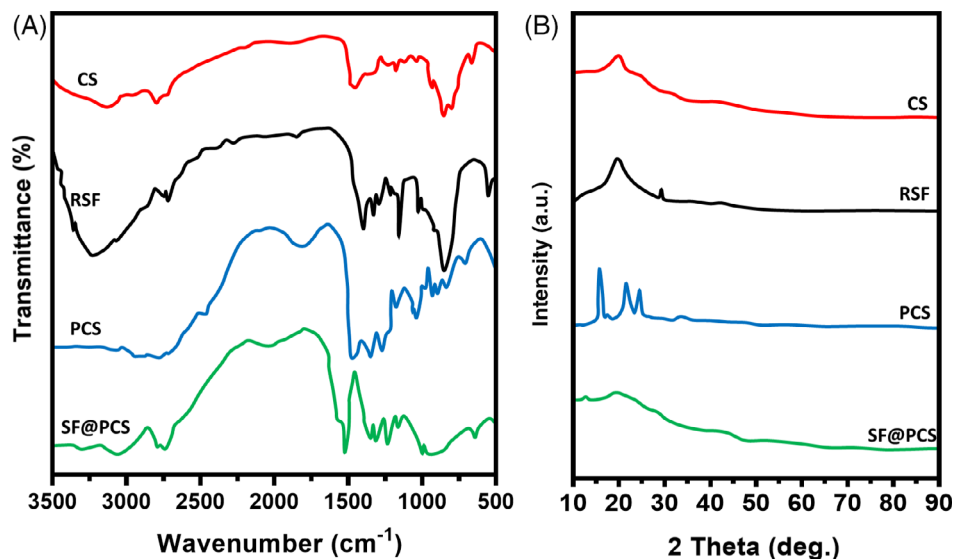 (A)
Transmittance (%)
CS
RSF
PCS
SF@PCS
3500 3000 2500 2000 1500 1000 500
Wavenumber (cm⁻¹)
(B)
Intensity (a.u.)
CS
RSF
PCS
SF@PCS
10 20 30 40 50 60 70 80 90
2 Theta (deg.)